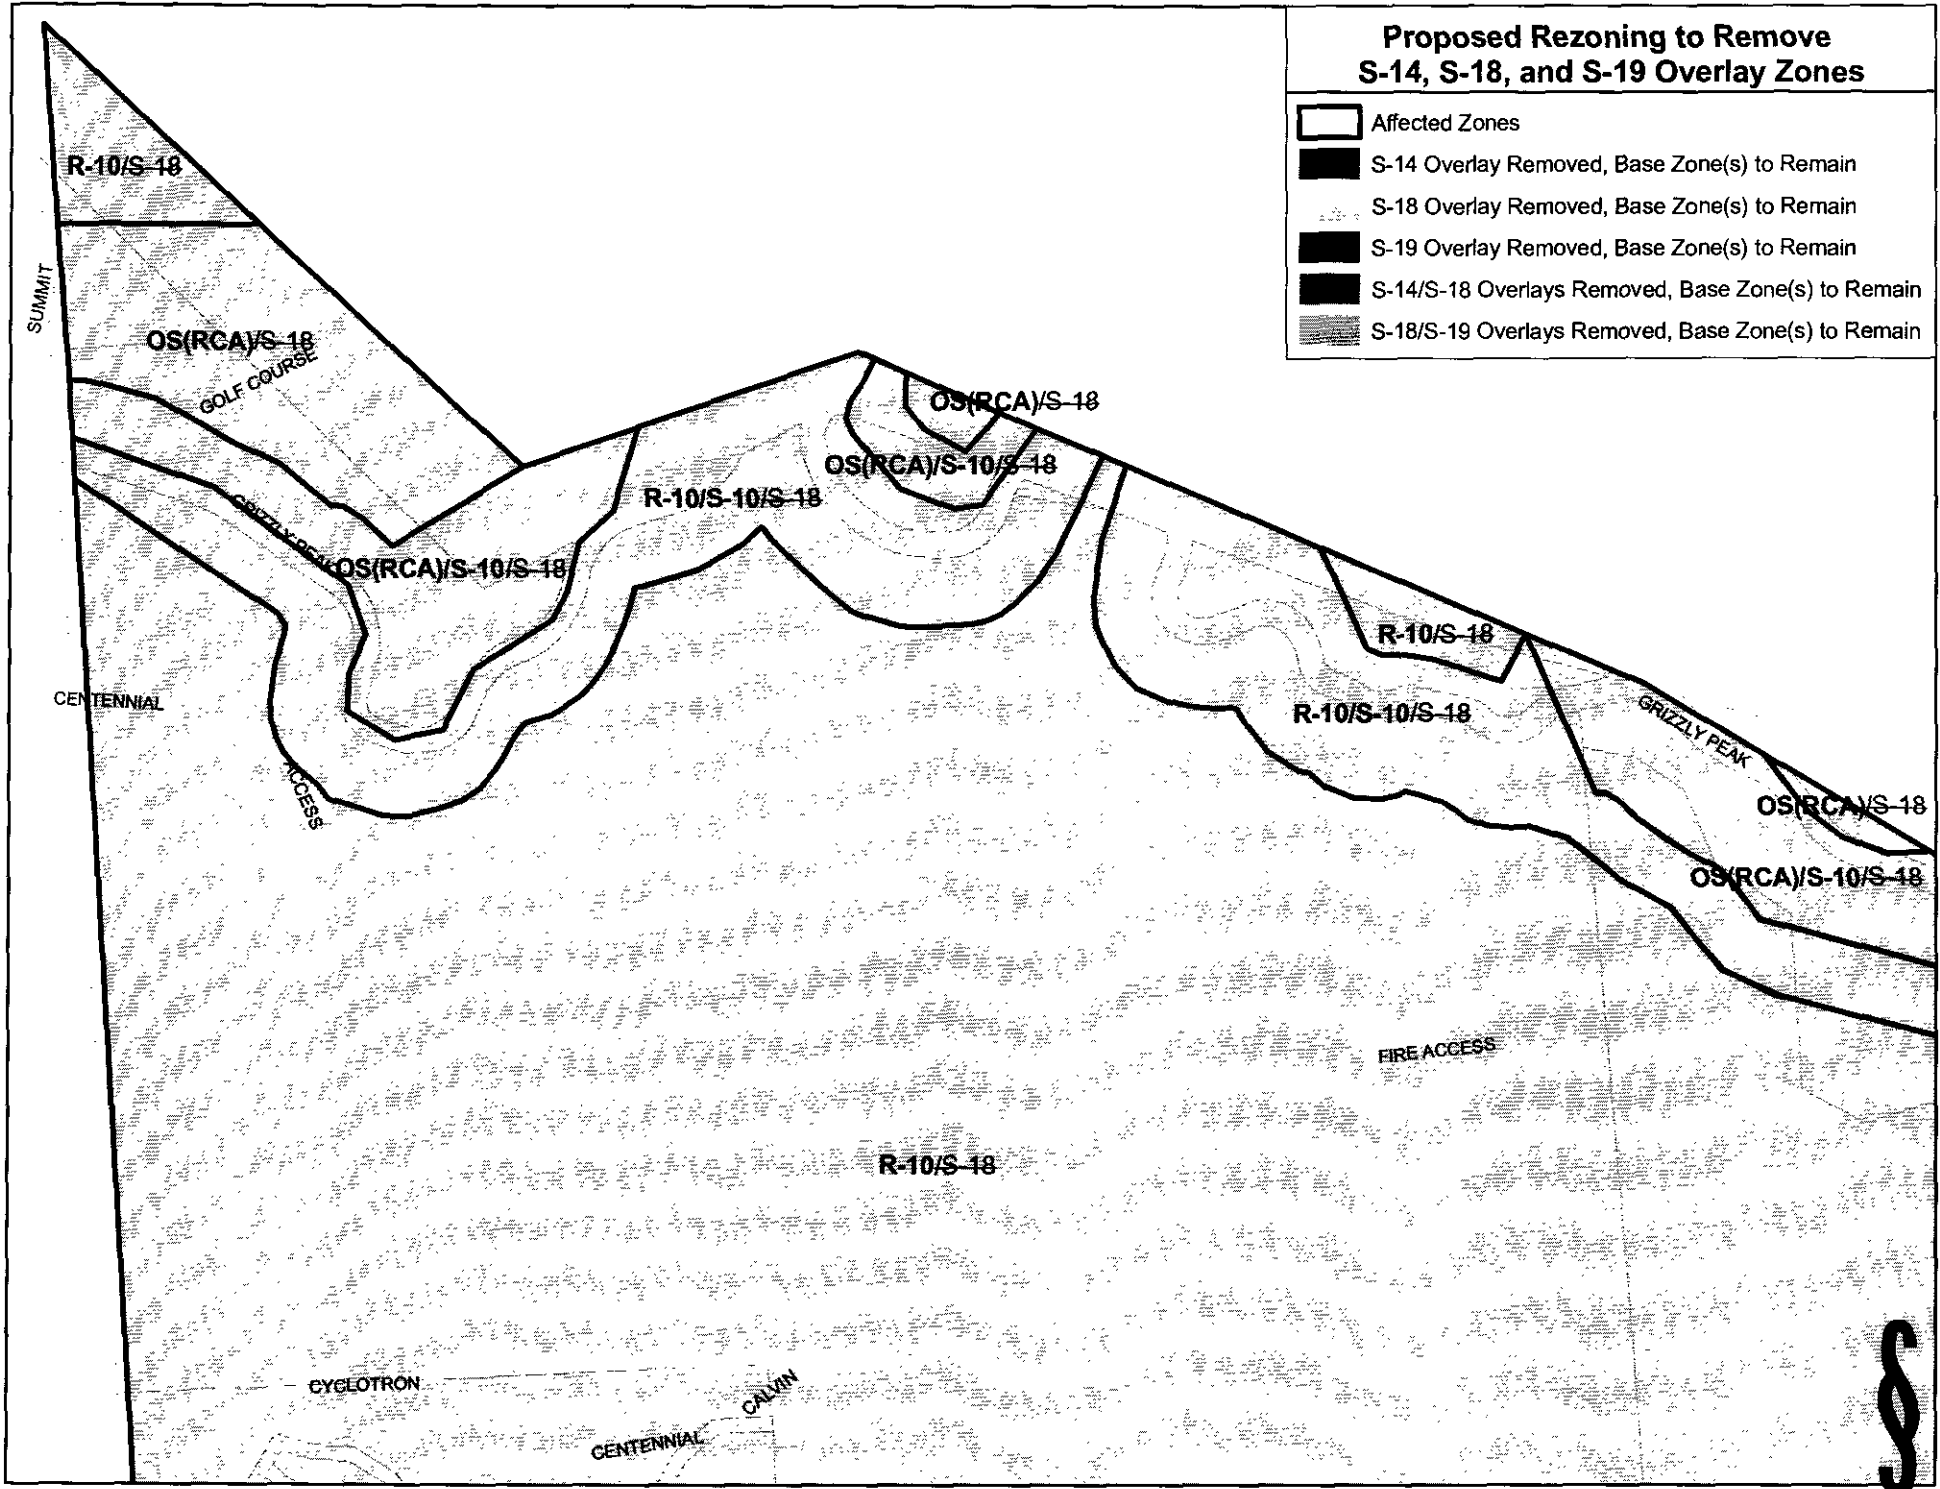 Proposed Rezoning to Remove
S-14, S-18, and S-19 Overlay Zones
Affected Zones
S-14 Overlay Removed, Base Zone(s) to Remain
S-18 Overlay Removed, Base Zone(s) to Remain
S-19 Overlay Removed, Base Zone(s) to Remain
S-14/S-18 Overlays Removed, Base Zone(s) to Remain
S-18/S-19 Overlays Removed, Base Zone(s) to Remain
R-10/S-18
SUMMIT
OS(RCA)/S-18
GOLF COURSE
OS(RCA)/S-18
OS(RCA)/S-10/S-18
R-10/S-10/S-18
GRIZZLY PEAK
OS(RCA)/S-10/S-18
R-10/S-18
CENTENNIAL
R-10/S-10/S-18
GRIZZLY PEAK
ACCESS
OS(RCA)/S-18
OS(RCA)/S-10/S-18
FIRE ACCESS
R-10/S-18
CYCLOTRON
CALVIN
CENTENNIAL
§